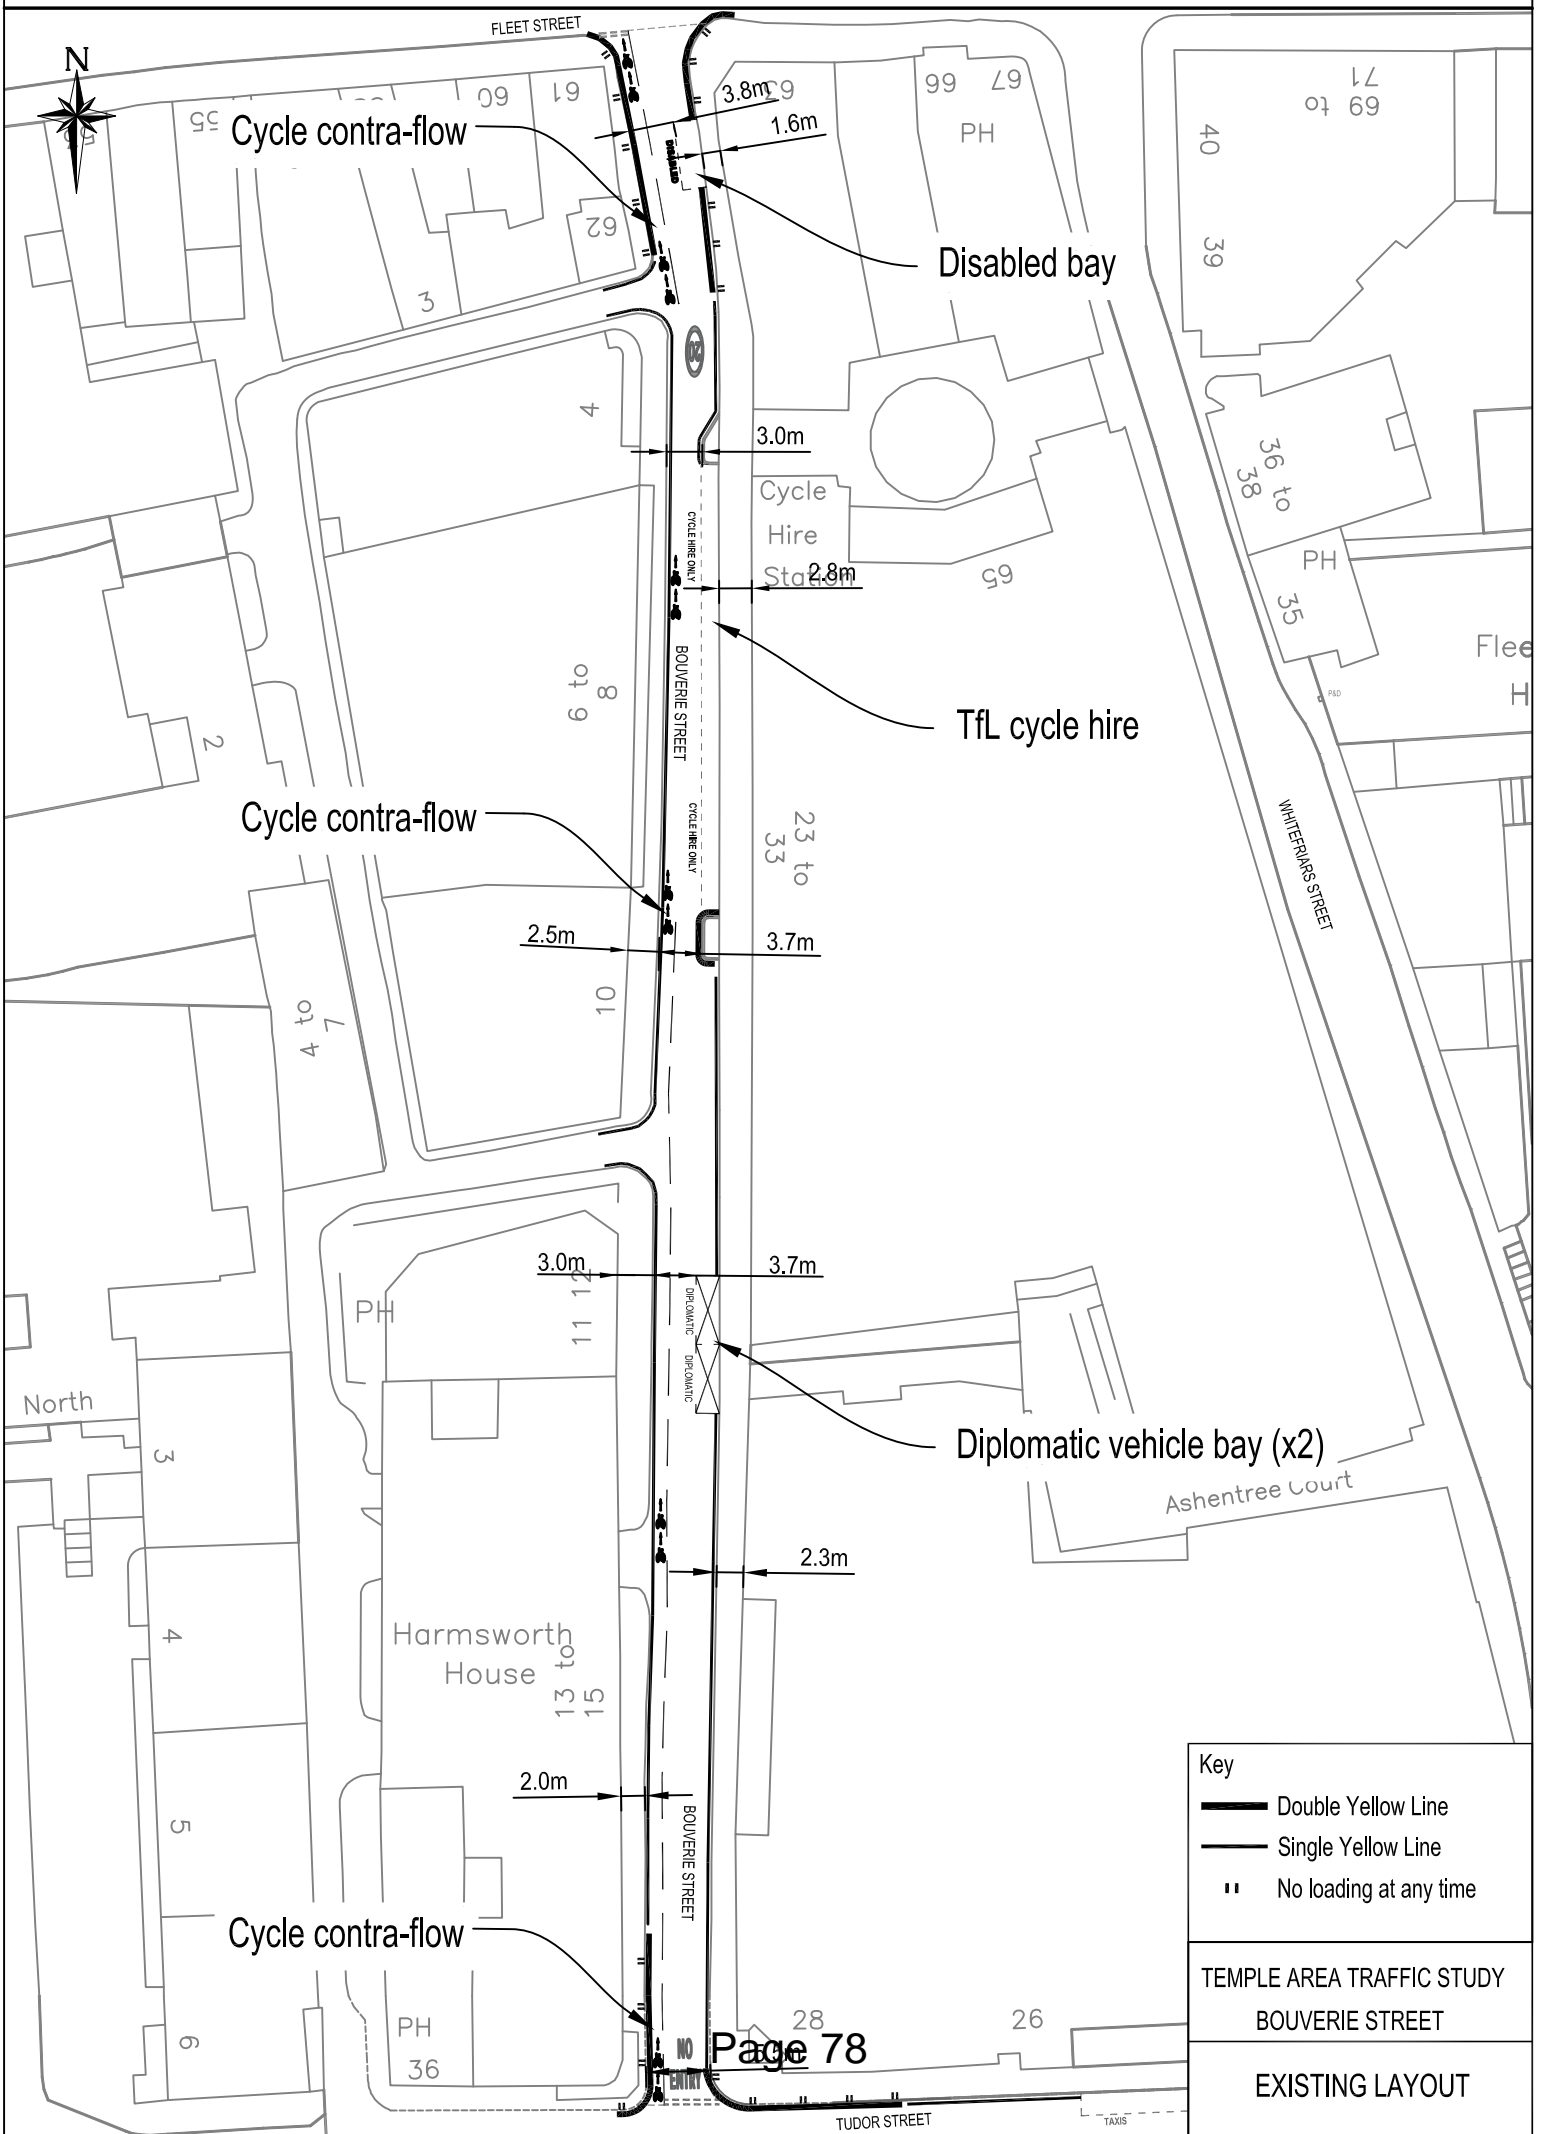 FLEET STREET
N
55
60
61
3.8m
63
66
67
71
69 to
1.6m
Cycle contra-flow
PH
40
DISABLED
62
39
Disabled bay
3
20
4
3.0m
36 to
38
Cycle
Hire
Station
CYCLE HIRE ONLY
2.8m
65
PH
35
BOUVERIE STREET
Flee
H
P&D
6 to
8
2
TfL cycle hire
Cycle contra-flow
CYCLE HIRE ONLY
23 to
33
WHITEFRIARS STREET
2.5m
3.7m
10
4 to
7
3.0m
3.7m
11 12
PH
DIPLOMATIC
DIPLOMATIC
North
3
Diplomatic vehicle bay (x2)
Ashentree Court
2.3m
4
Harmsworth
House
13 to
15
Key
2.0m
Double Yellow Line
5
BOUVERIE STREET
Single Yellow Line
No loading at any time
Cycle contra-flow
TEMPLE AREA TRAFFIC STUDY
BOUVERIE STREET
6
PH
36
28
26
NO
ENTRY
Page 78
EXISTING LAYOUT
TUDOR STREET
TAXIS